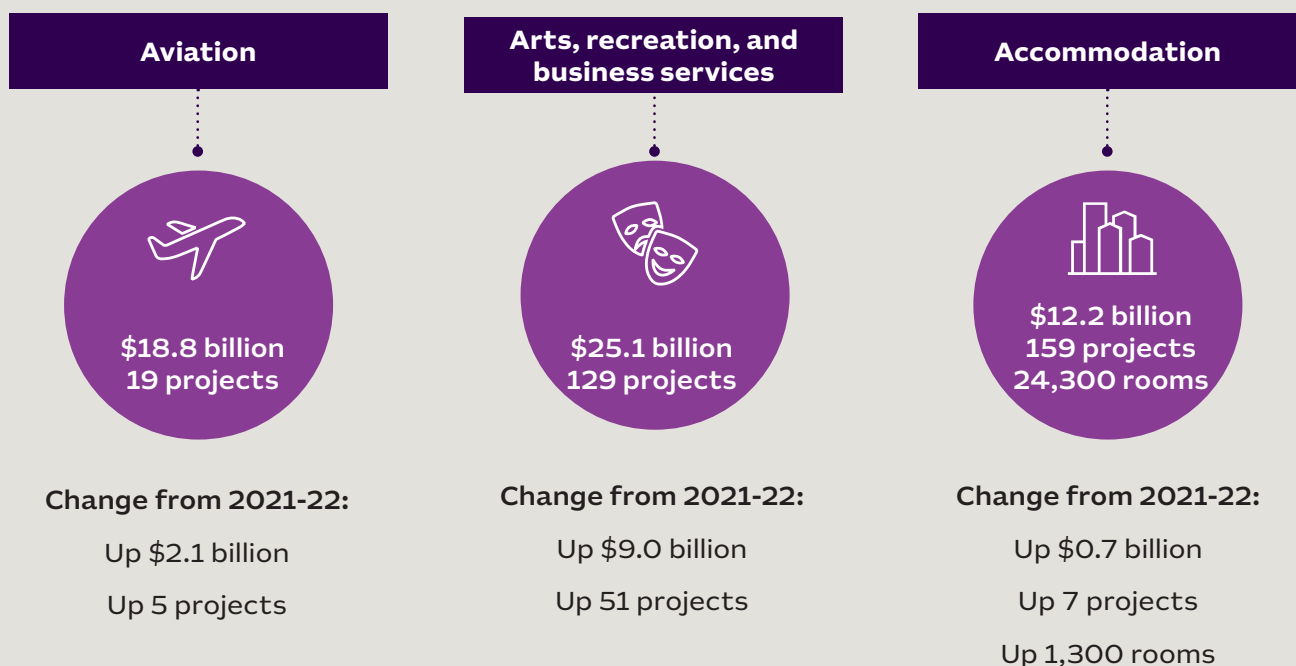 Aviation
$18.8 billion
19 projects
Change from 2021-22:
Up $2.1 billion
Up 5 projects
Arts, recreation, and
business services
$25.1 billion
129 projects
Change from 2021-22:
Up $9.0 billion
Up 51 projects
Accommodation
$12.2 billion
159 projects
24,300 rooms
Change from 2021-22:
Up $0.7 billion
Up 7 projects
Up 1,300 rooms